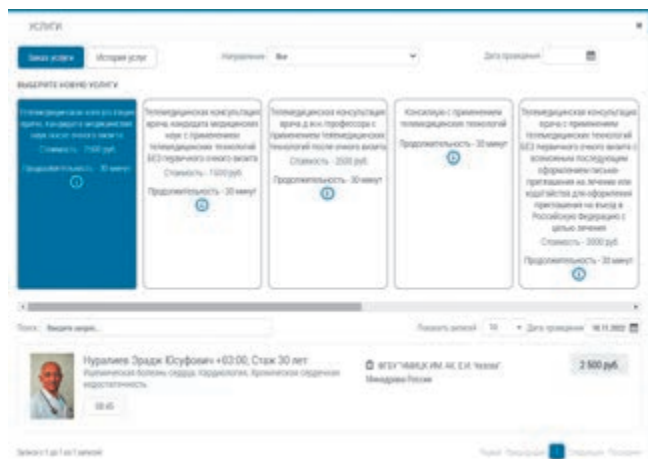 УСЛУГИ
Заказ услуги История услуг Направление Все Дата проведения
ВЫБЕРИТЕ НОВУЮ УСЛУГУ
Телемедицинская консультация
врача, кандидата медицинских
наук после очного визита
Стоимость -
Продолжительность - 30 минут
Телемедицинская консультация
врача, кандидата медицинских
наук с применением
телемедицинских технологий
БЕЗ первичного очного визита
Стоимость - 1500 руб.
Продолжительность - 30 минут
Телемедицинская консультация
врача д.м.н./профессора с
применением телемедицинских
технологий после очного визита
Стоимость - 2500 руб.
Продолжительность - 30 минут
Консилиум с применением
телемедицинских технологий
Продолжительность - 30 минут
Телемедицинская консультация
врача с применением
телемедицинских технологий
БЕЗ первичного очного визита с
возможным последующим
оформлением письма-
приглашения на лечение или
ходатайства для оформления
приглашения на въезд в
Российскую Федерацию с
целью лечения
Стоимость - 2000 руб.
Продолжительность - 30 минут
Поиск: Введите запрос... Показать записей 10 Дата проведения 18.11.2022
Нуралиев Эрадж Юсуфович +03:00, Стаж 30 лет
Ишемическая болезнь сердца, Кардиология, Хроническая сердечная
недостаточность
08:45
ФГБУ "НМИЦК ИМ. АК. Е.И. Чазова"
Минздрава России
2 500 руб.
Записи с 1 до 1 из 1 записей
Первая Предыдущая 1 Следующая Последняя